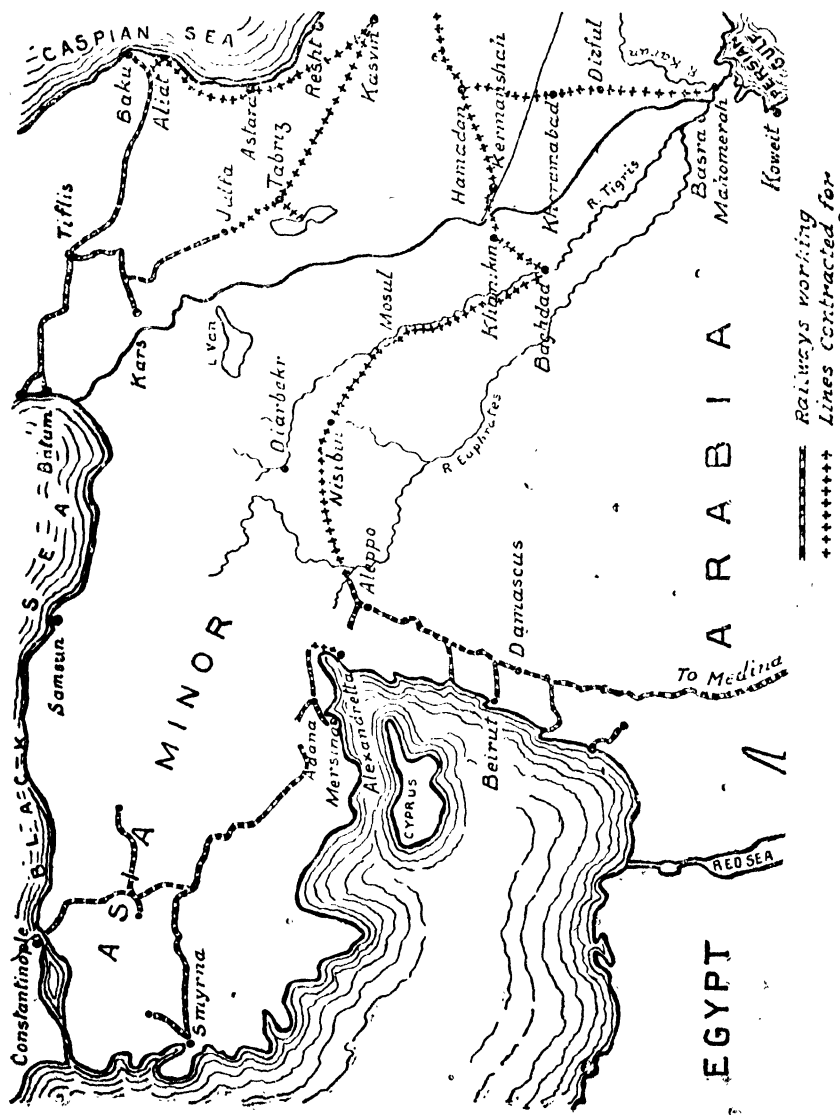 CASPIAN SEA
Baku
Aliat
Astara
Resht
Kasvin
Tiflis
Julfa
Tabriz
Hamadan
Kermanshah
Khoramabad
Dizful
R Karun
PERSIAN
GULF
Koweit
Basra
Mahomerah
R. Tigris
Kars
L Van
Mosul
Khanikin
Baghdad
Batum
Diarbekr
Nisibin
R Euphrates
BLACK SEA
Samsun
Aleppo
ARABIA
Damascus
To Medina
ASIA MINOR
Adana
Mersina
Alexandretta
CYPRUS
Beirut
RED SEA
Constantinople
Smyrna
EGYPT
Railways working
Lines Contracted for